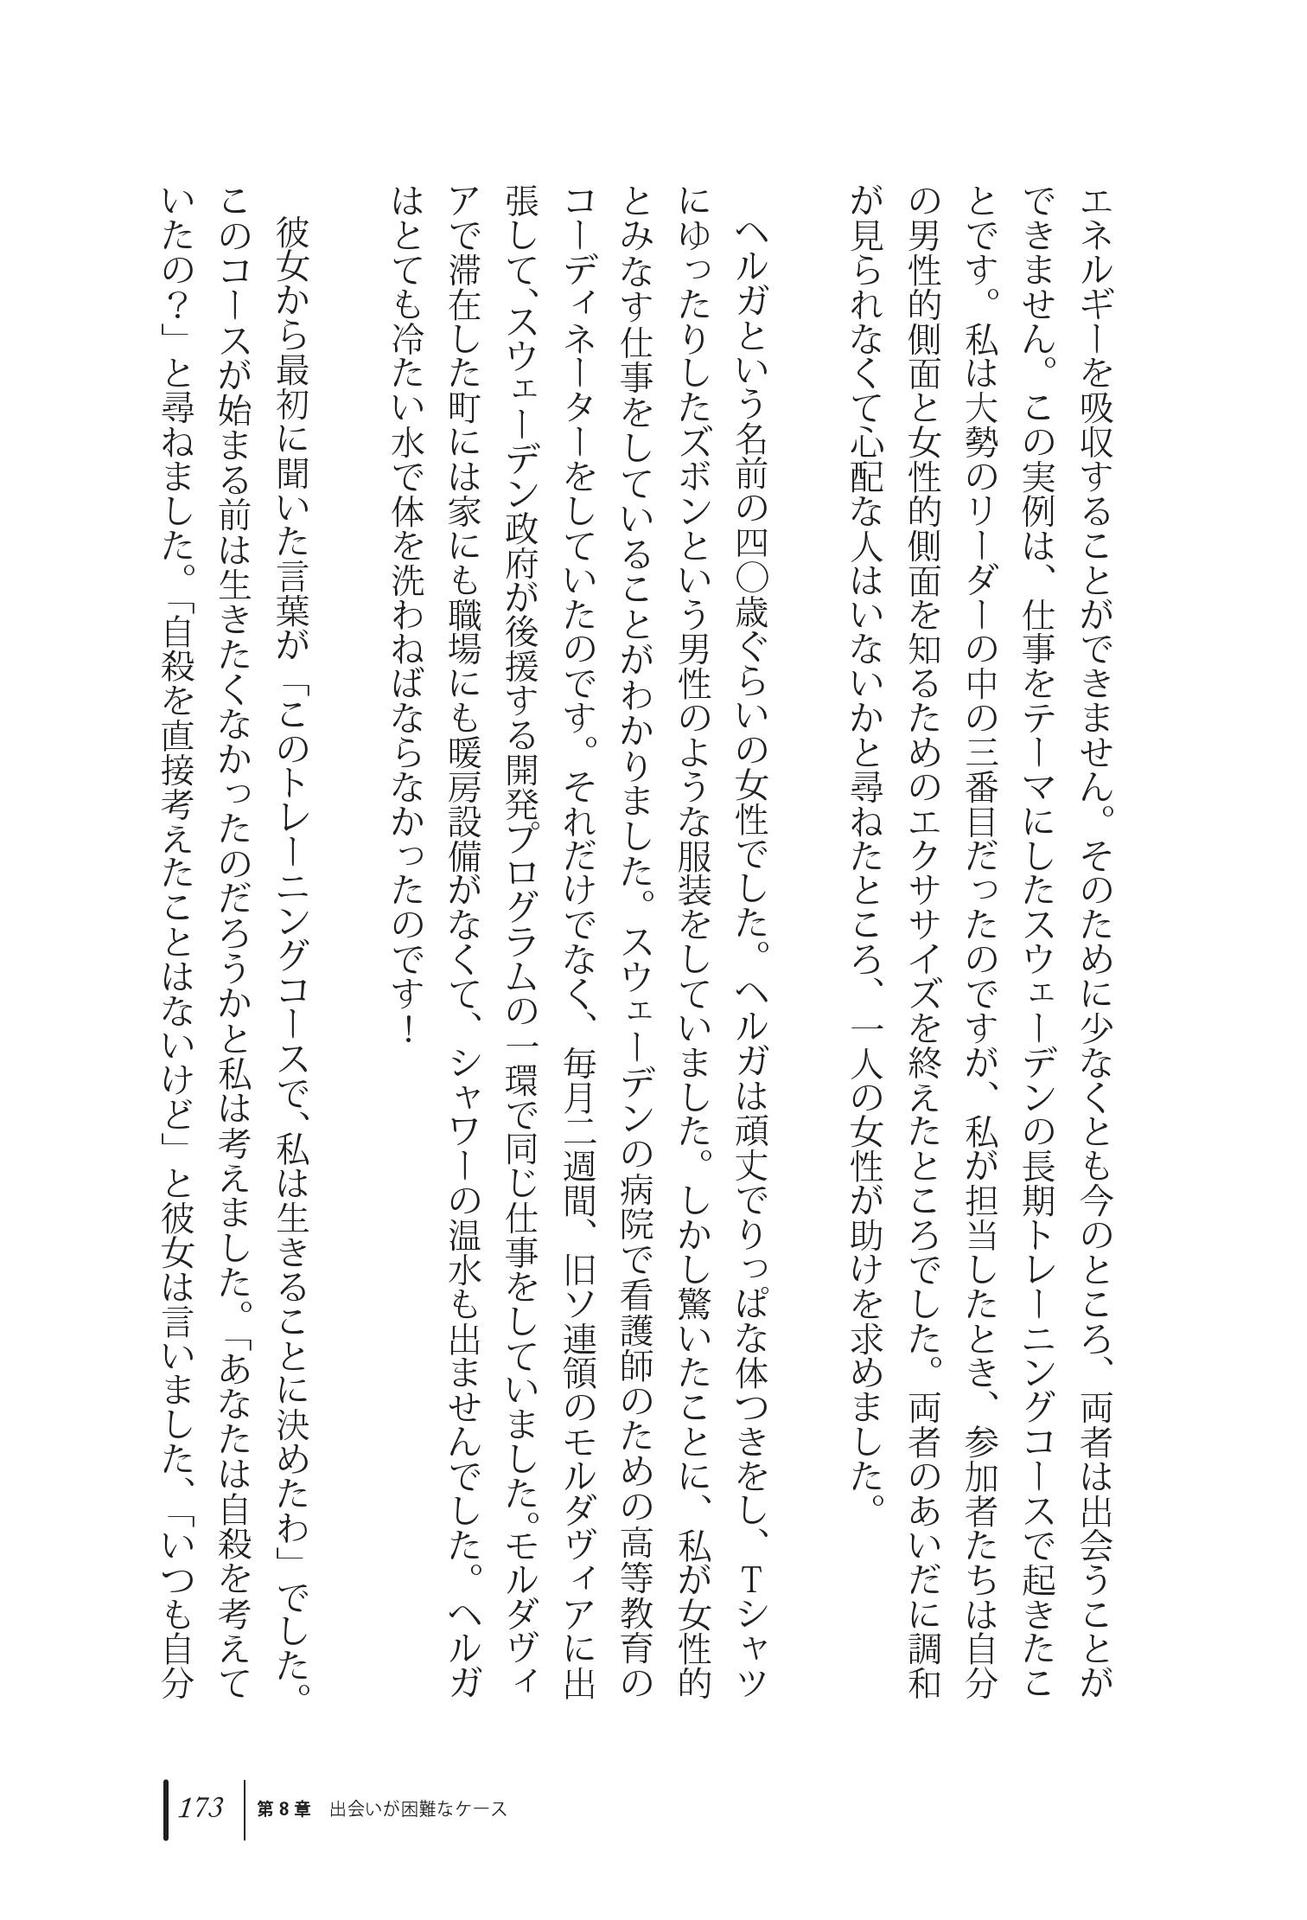 エネルギーを吸収することができません。そのために少なくとも今のところ、両者は出会うことが
できません。この実例は、仕事をテーマにしたスウェーデンの長期トレーニングコースで起きたこ
とです。私は大勢のリーダーの中の三番目だったのですが、私が担当したとき、参加者たちは自分
の男性的側面と女性的側面を知るためのエクササイズを終えたところでした。両者のあいだに調和
が見られなくて心配な人はいないかと尋ねたところ、一人の女性が助けを求めました。
ヘルガという名前の四〇歳ぐらいの女性でした。ヘルガは頑丈でりっぱな体つきをし、Tシャツ
にゆったりしたズボンという男性のような服装をしていました。しかし驚いたことに、私が女性的
とみなす仕事をしていることがわかりました。スウェーデンの病院で看護師のための高等教育の
コーディネーターをしていたのです。それだけでなく、毎月二週間、旧ソ連領のモルダヴィアに出
張して、スウェーデン政府が後援する開発プログラムの一環で同じ仕事をしていました。モルダヴィ
アで滞在した町には家にも職場にも暖房設備がなくて、シャワーの温水も出ませんでした。ヘルガ
はとても冷たい水で体を洗わねばならなかったのです！
彼女から最初に聞いた言葉が「このトレーニングコースで、私は生きることに決めたわ」でした。
このコースが始まる前は生きたくなかったのだろうかと私は考えました。「あなたは自殺を考えて
いたの？」と尋ねました。「自殺を直接考えたことはないけど」と彼女は言いました、「いつも自分
173 第8章 出会いが困難なケース